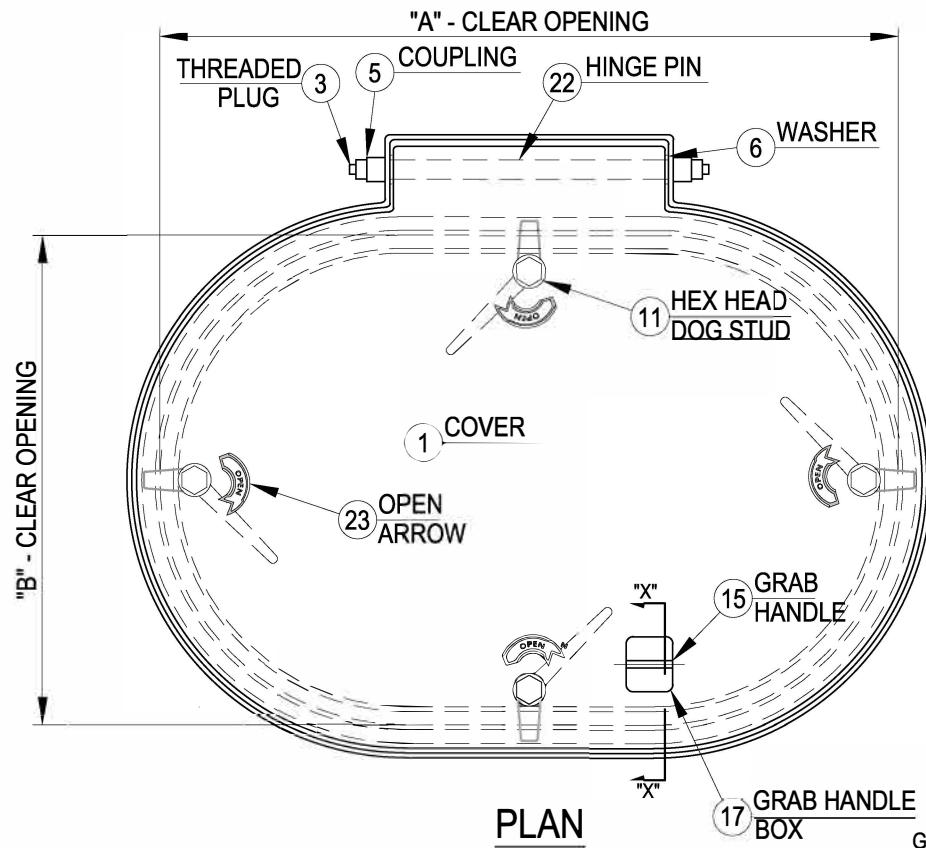 "A" - CLEAR OPENING
THREADED
PLUG
3
5
COUPLING
22
HINGE PIN
6
WASHER
OPEN
11
HEX HEAD
DOG STUD
"B" - CLEAR OPENING
1
COVER
OPEN
23
OPEN
ARROW
OPEN
"X"
15
GRAB
HANDLE
OPEN
"X"
17
GRAB HANDLE
BOX
PLAN
G